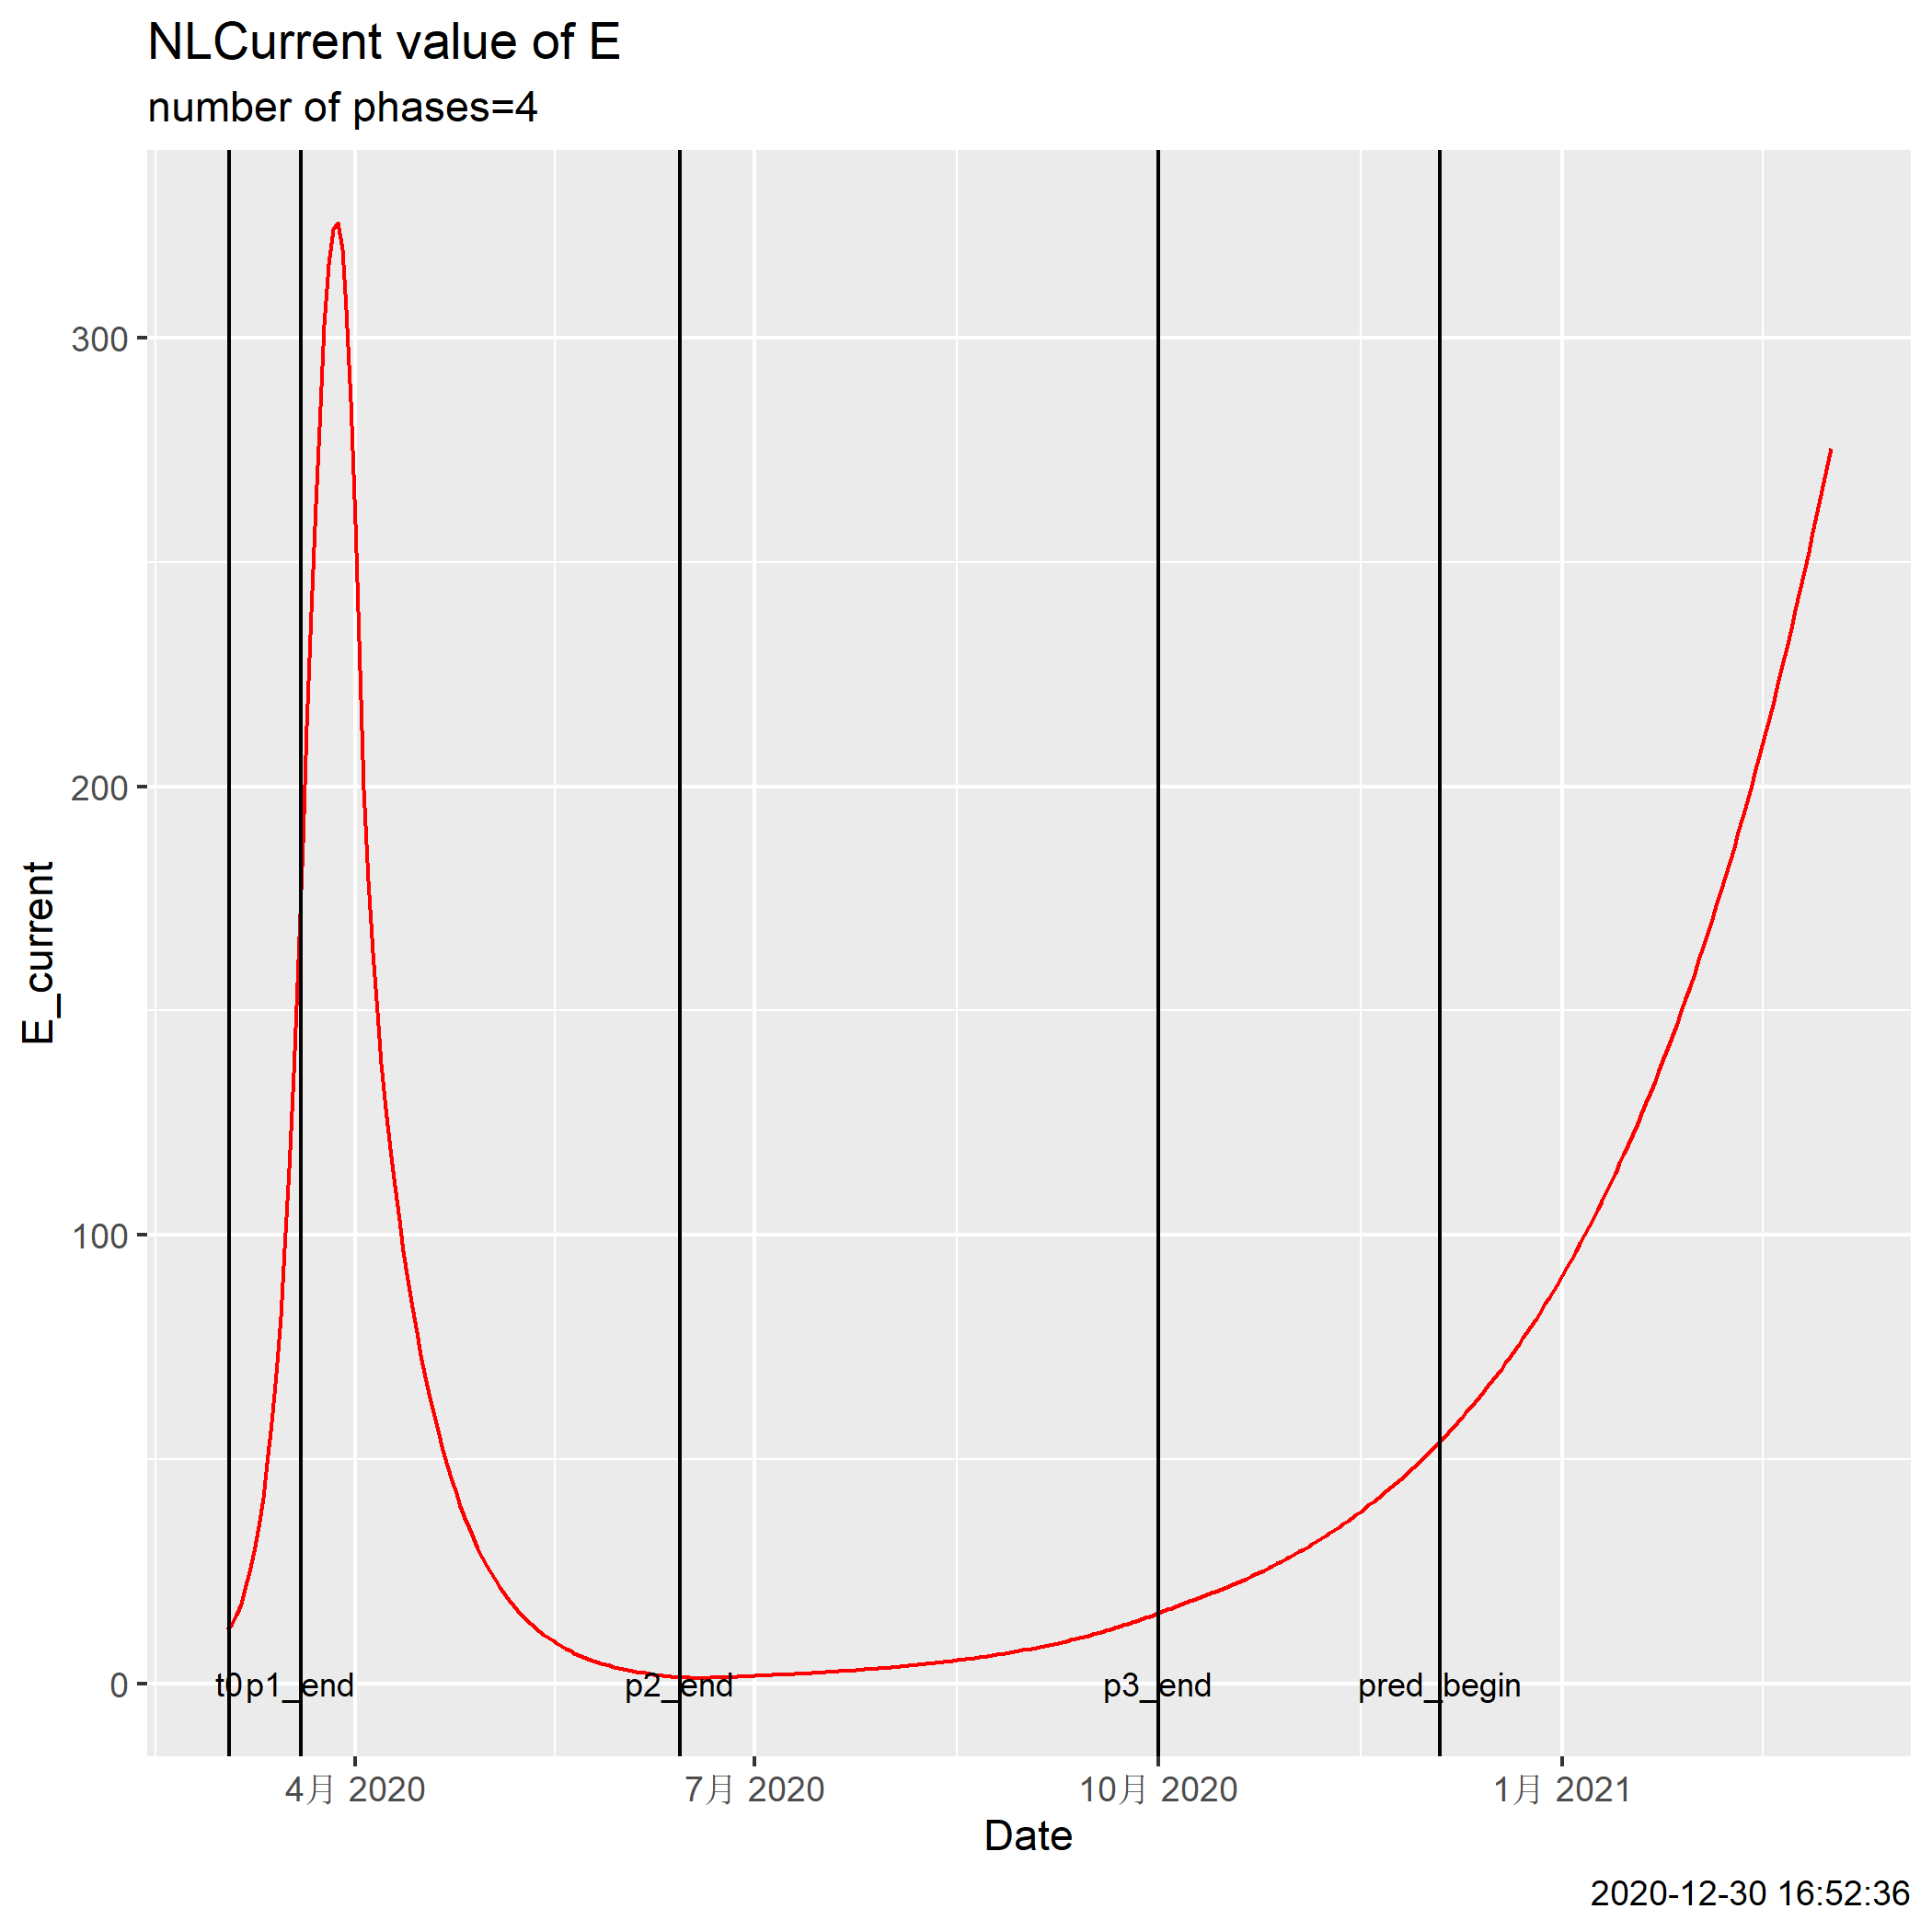 NLCurrent value of E
number of phases=4
E_current
300
200
100
0
t0 p1_end p2_end p3_end pred_begin
4月 2020 7月 2020 10月 2020 1月 2021
Date
2020-12-30 16:52:36